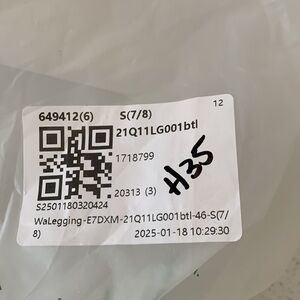 649412(6) S(7/8) 12
21Q11LG001btl
1718799
20313 (3)
H35
S2501180320424
WaLegging-E7DXM-21Q11LG001btl-46-S(7/
8) 2025-01-18 10:29:30